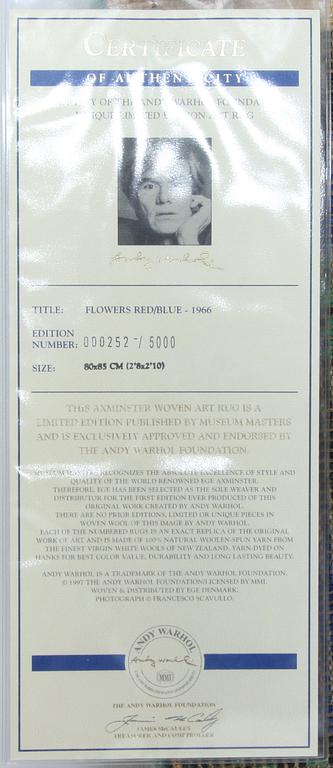 CERTIFICATE
OF AUTHENTICITY
OF THE ANDY WARHOL FOUNDA
UNIQUE LIMITED EDITION ART RUG
Andy Warhol
TITLE: FLOWERS RED/BLUE - 1966
EDITION
NUMBER: 000252 / 5000
SIZE: 80x85 CM (2'8x2'10)
THIS AXMINSTER WOVEN ART RUG IS A
LIMITED EDITION PUBLISHED BY MUSEUM MASTERS
AND IS EXCLUSIVELY APPROVED AND ENDORSED BY
THE ANDY WARHOL FOUNDATION.
MUSEUM MASTERS RECOGNIZES THE ABSOLUTE EXCELLENCE OF STYLE AND
QUALITY OF THE WORLD RENOWNED EGE AXMINSTER.
THEREFORE, EGE HAS BEEN SELECTED AS THE SOLE WEAVER AND
DISTRIBUTOR FOR THE FIRST EDITION EVER PRODUCED OF THIS
ORIGINAL WORK CREATED BY ANDY WARHOL.
THERE ARE NO PRIOR EDITIONS, LIMITED OR UNIQUE PIECES IN
WOVEN WOOL OF THIS IMAGE BY ANDY WARHOL.
EACH OF THE NUMBERED RUGS IS AN EXACT REPLICA OF THE ORIGINAL
WORK OF ART AND IS MADE OF 100% NATURAL WOOLEN-SPUN YARN FROM
THE FINEST VIRGIN WHITE WOOLS OF NEW ZEALAND. YARN-DYED ON
HANKS FOR BEST COLOR VALUE, DURABILITY AND LONG LASTING BEAUTY.
ANDY WARHOL IS A TRADEMARK OF THE ANDY WARHOL FOUNDATION.
© 1997 THE ANDY WARHOL FOUNDATION/LICENSED BY MMI.
WOVEN & DISTRIBUTED BY EGE DENMARK.
PHOTOGRAPH © FRANCESCO SCAVULLO.
ANDY WARHOL
Andy Warhol
MMI
THE ANDY WARHOL FOUNDATION
James McCauley
JAMES McCAULEY
TREASURER AND COMPTROLLER